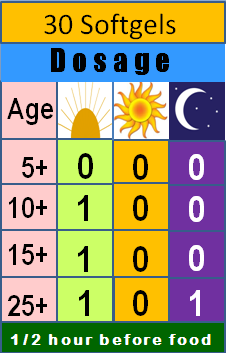 30 Softgels
Dosage
Age
5+ 0 0 0
10+ 1 0 0
15+ 1 0 0
25+ 1 0 1
1/2 hour before food